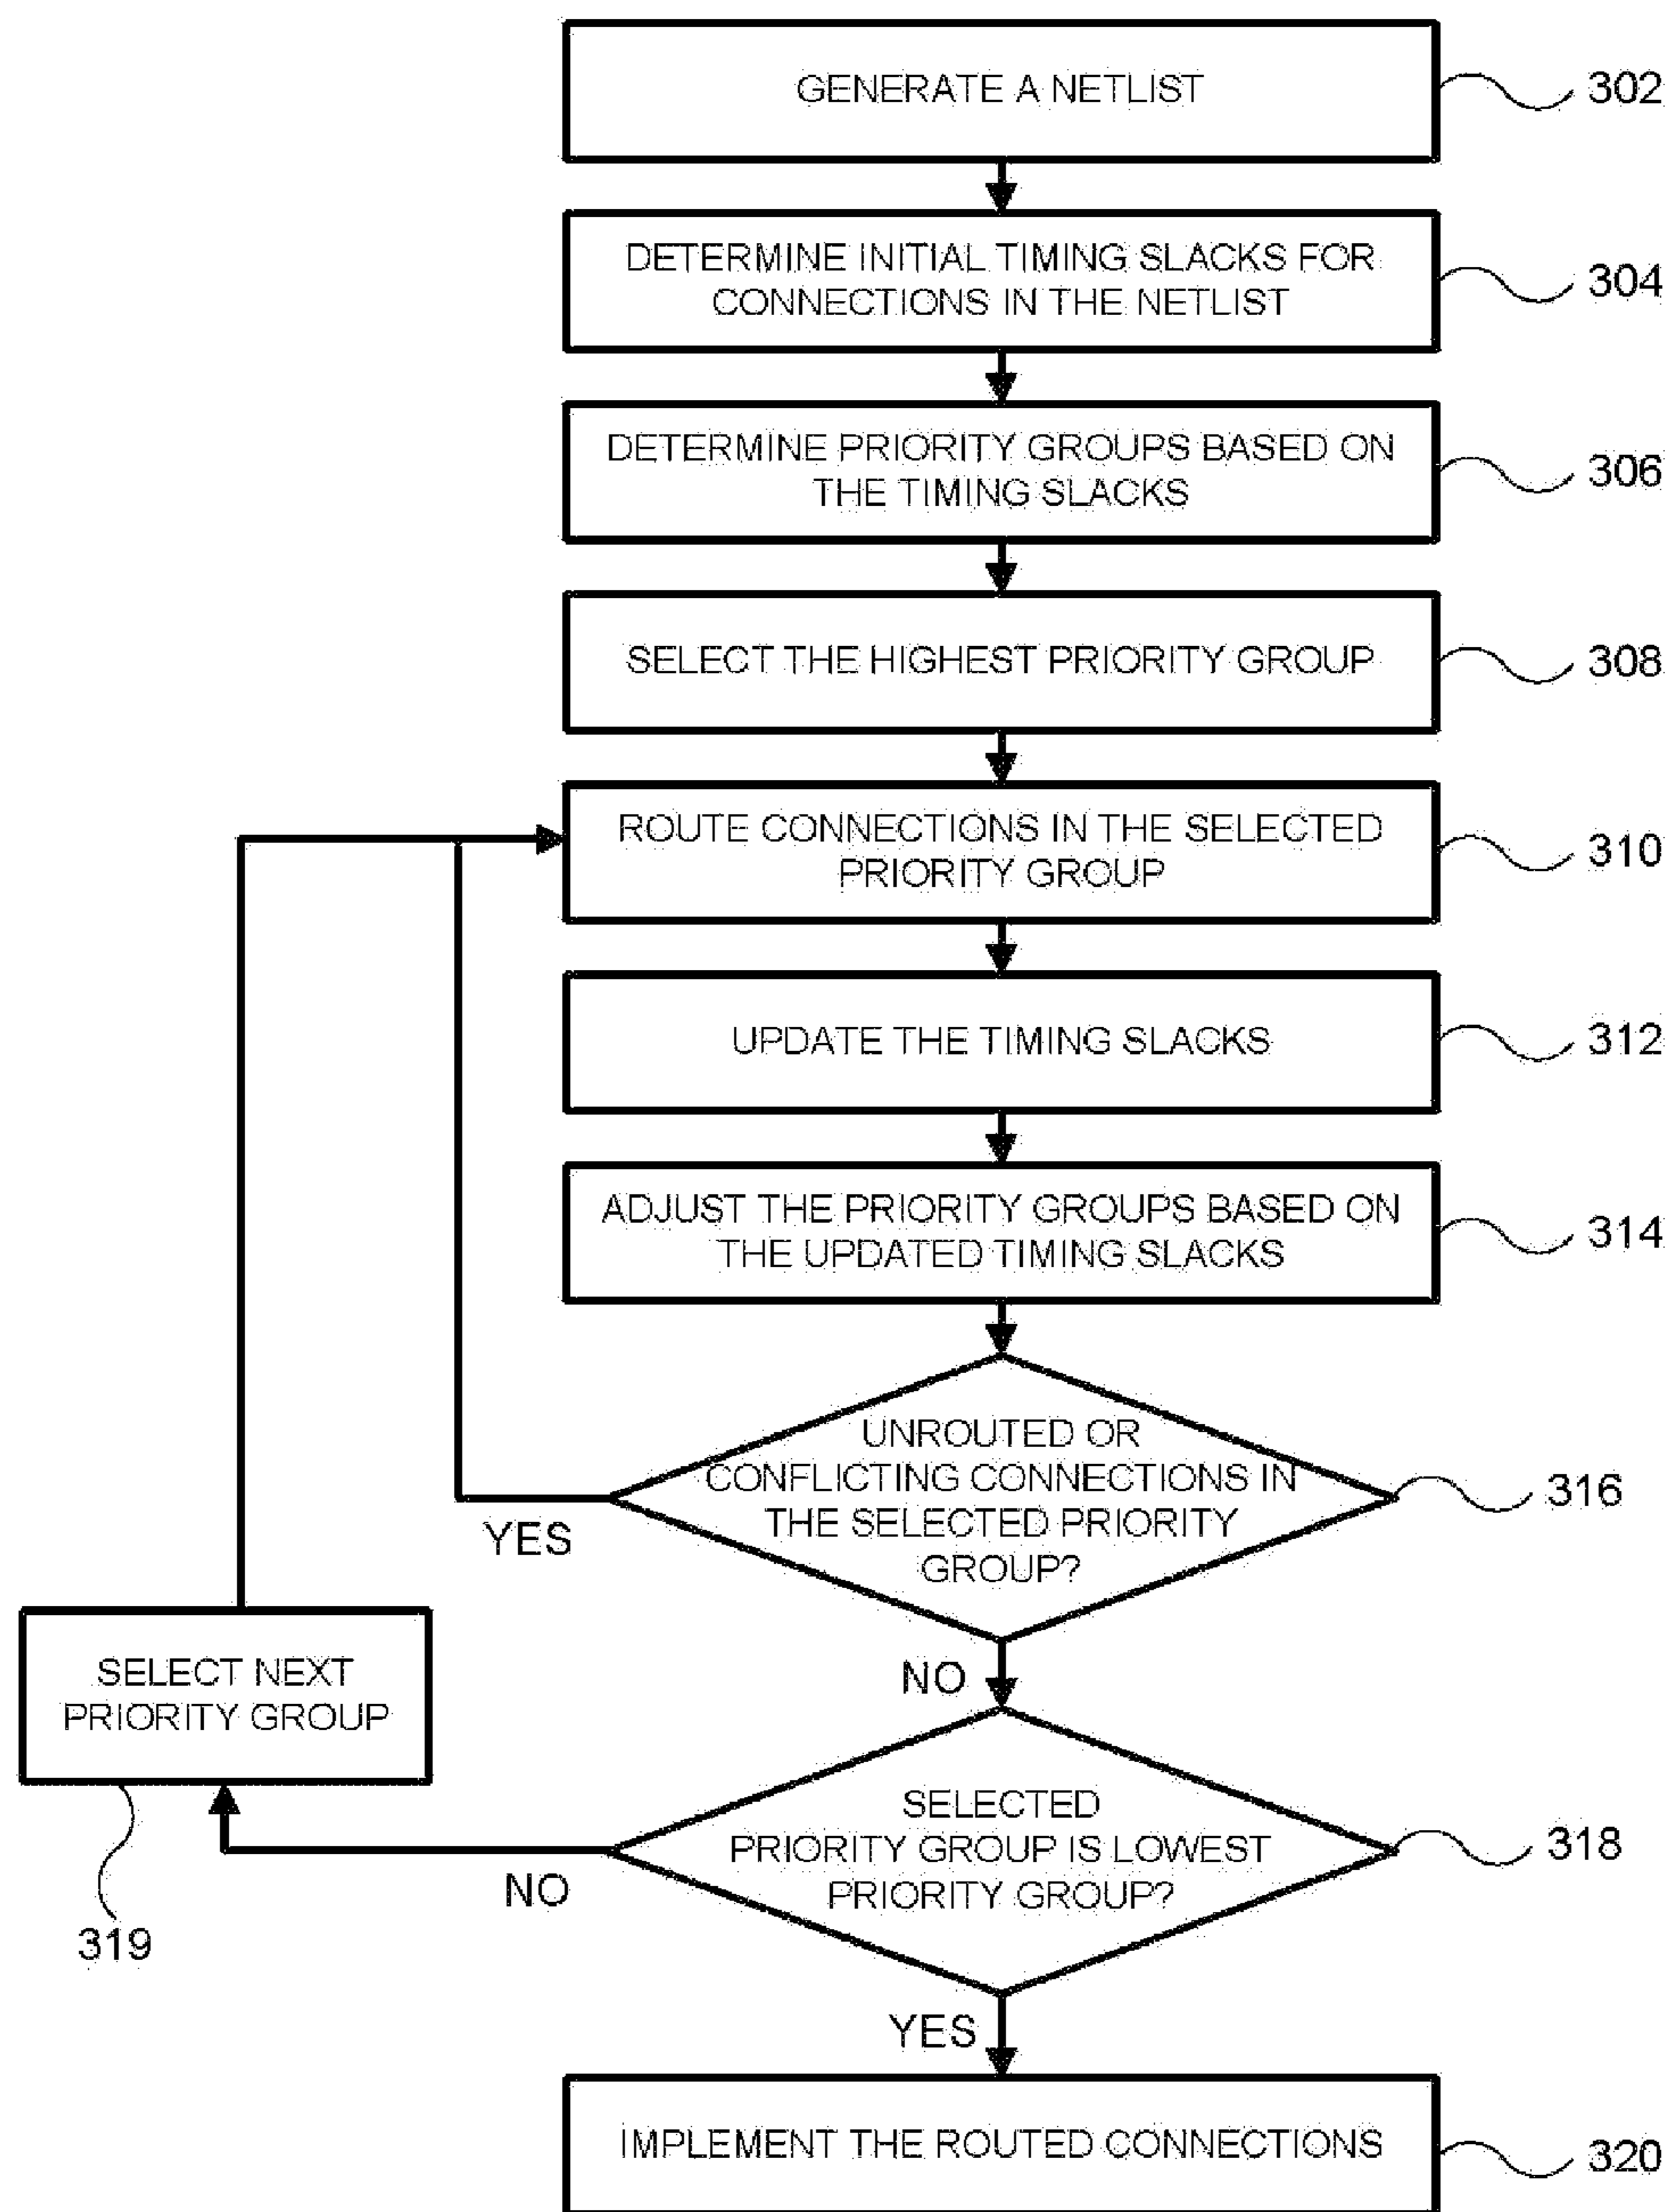 GENERATE A NETLIST
302
DETERMINE INITIAL TIMING SLACKS FOR
CONNECTIONS IN THE NETLIST
304
DETERMINE PRIORITY GROUPS BASED ON
THE TIMING SLACKS
306
SELECT THE HIGHEST PRIORITY GROUP
308
ROUTE CONNECTIONS IN THE SELECTED
PRIORITY GROUP
310
UPDATE THE TIMING SLACKS
312
ADJUST THE PRIORITY GROUPS BASED ON
THE UPDATED TIMING SLACKS
314
UNROUTED OR
CONFLICTING CONNECTIONS IN
THE SELECTED PRIORITY
GROUP?
316
YES
NO
SELECT NEXT
PRIORITY GROUP
319
SELECTED
PRIORITY GROUP IS LOWEST
PRIORITY GROUP?
318
NO
YES
IMPLEMENT THE ROUTED CONNECTIONS
320